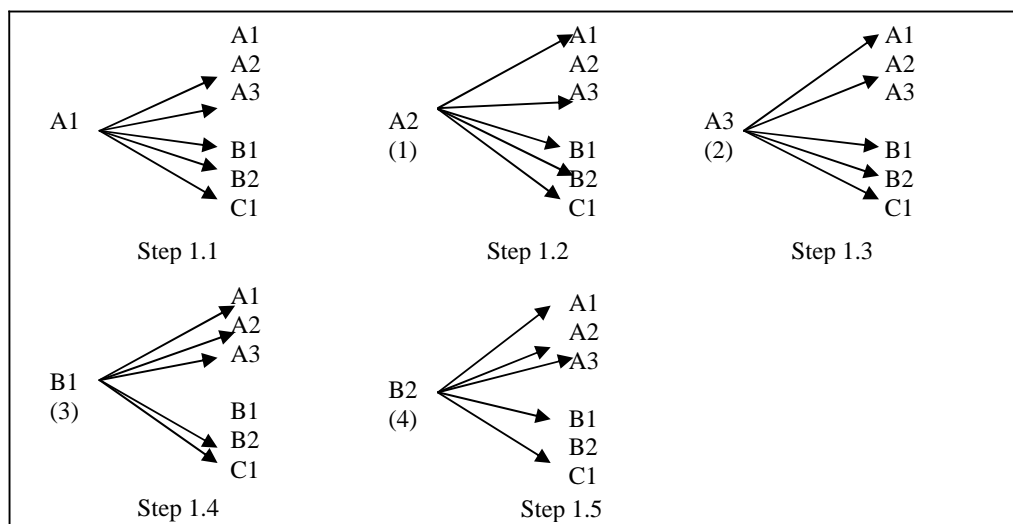 A1
A2
A3
A1
B1
B2
C1
Step 1.1
A1
A2
A3
A2
(1)
B1
B2
C1
Step 1.2
A1
A2
A3
A3
(2)
B1
B2
C1
Step 1.3
A1
A2
A3
B1
(3)
B1
B2
C1
Step 1.4
A1
A2
A3
B2
(4)
B1
B2
C1
Step 1.5